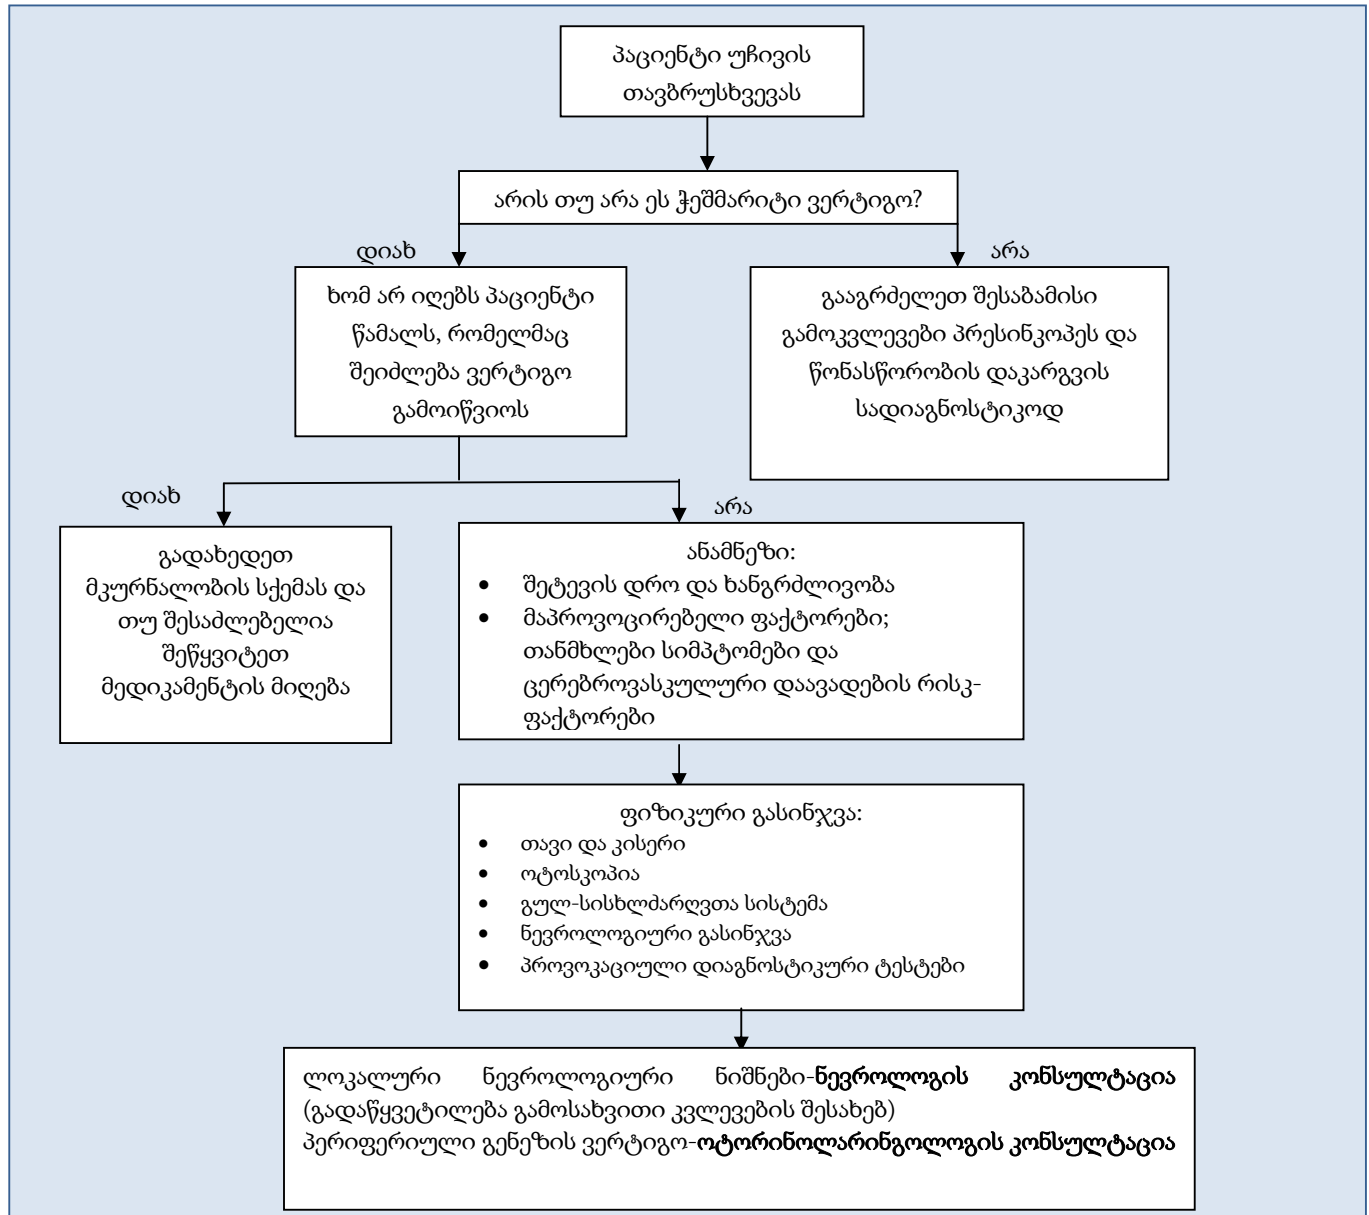 პაციენტი უჩივის
თავბრუსხვევას
არის თუ არა ეს ჭეშმარიტი ვერტიგო?
დიახ
არა
ხომ არ იღებს პაციენტი
წამალს, რომელმაც
შეიძლება ვერტიგო
გამოიწვიოს
გააგრძელეთ შესაბამისი
გამოკვლევები პრესინკოპეს და
წონასწორობის დაკარგვის
სადიაგნოსტიკოდ
დიახ
არა
გადახედეთ
მკურნალობის სქემას და
თუ შესაძლებელია
შეწყვიტეთ
მედიკამენტის მიღება
ანამნეზი:
• შეტევის დრო და ხანგრძლივობა
• მაპროვოცირებელი ფაქტორები;
თანმხლები სიმპტომები და
ცერებროვასკულური დაავადების რისკ-
ფაქტორები
ფიზიკური გასინჯვა:
• თავი და კისერი
• ოტოსკოპია
• გულ-სისხლძარღვთა სისტემა
• ნევროლოგიური გასინჯვა
• პროვოკაციული დიაგნოსტიკური ტესტები
ლოკალური ნევროლოგიური ნიშნები-ნევროლოგის კონსულტაცია
(გადაწყვეტილება გამოსახვითი კვლევების შესახებ)
პერიფერიული გენეზის ვერტიგო-ოტორინოლარინგოლოგის კონსულტაცია